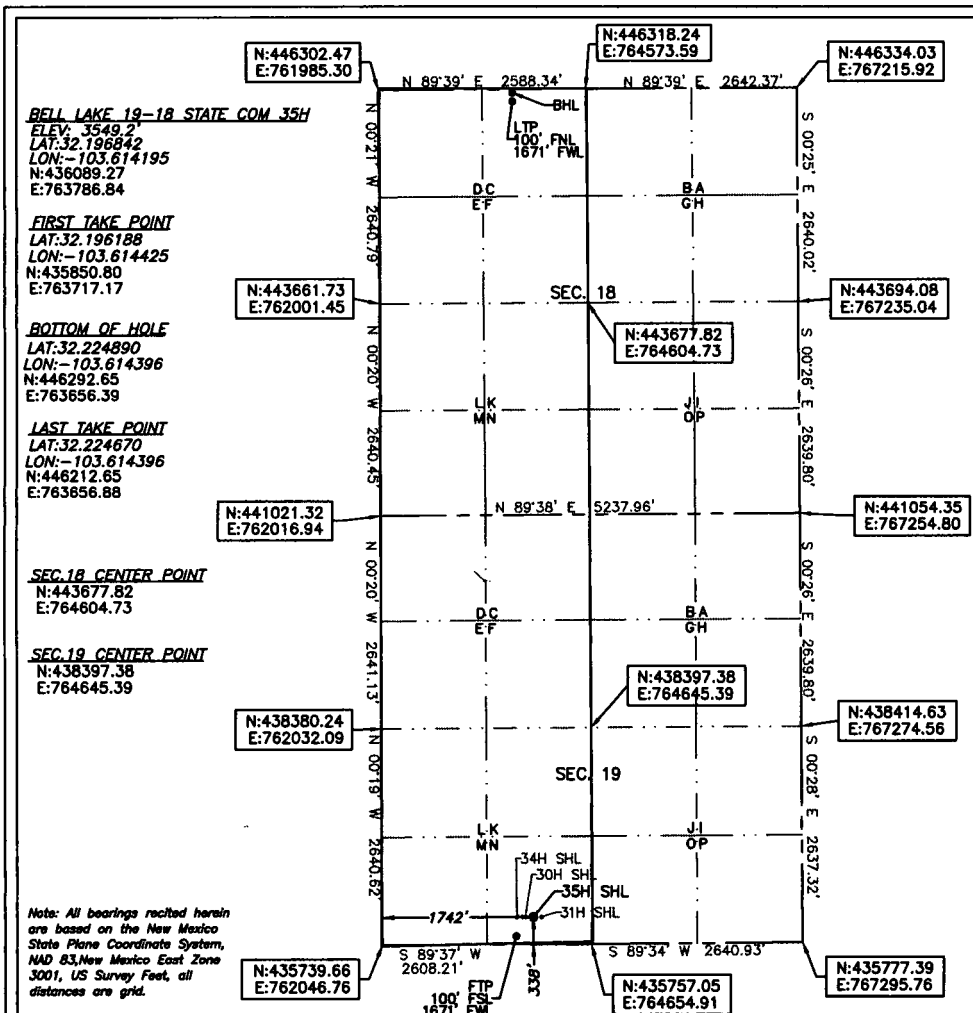 N:446302.47
E:761985.30
N:446318.24
E:764573.59
N:446334.03
E:767215.92
N 89°39' E 2588.34'
N 89°39' E 2642.37'
BHL
LTP
100' FNL
1671' FWL
BELL LAKE 19-18 STATE COM 35H
ELEV: 3549.2'
LAT:32.196842
LON:-103.614195
N:436089.27
E:763786.84
FIRST TAKE POINT
LAT:32.196188
LON:-103.614425
N:435850.80
E:763717.17
BOTTOM OF HOLE
LAT:32.224890
LON:-103.614396
N:446292.65
E:763656.39
LAST TAKE POINT
LAT:32.224670
LON:-103.614396
N:446212.65
E:763656.88
SEC.18 CENTER POINT
N:443677.82
E:764604.73
SEC.19 CENTER POINT
N:438397.38
E:764645.39
N 00°21' W 2640.79
S 00°25' E 2640.02'
D C
E F
B A
G H
N:443661.73
E:762001.45
SEC. 18
N:443694.08
E:767235.04
N:443677.82
E:764604.73
N 00°20' W 2640.45
S 00°26' E 2639.80'
L K
M N
J I
O P
N:441021.32
E:762016.94
N 89°38' E 5237.96'
N:441054.35
E:767254.80
N 00°20' W 2641.13'
S 00°26' E 2639.80'
D C
E F
B A
G H
N:438397.38
E:764645.39
N:438380.24
E:762032.09
N:438414.63
E:767274.56
SEC. 19
N 00°19' W 2640.62'
S 00°28' E 2637.32'
L K
M N
J I
O P
34H SHL
30H SHL
35H SHL
31H SHL
1742'
338'
S 89°37' W
2608.21'
S 89°34' W 2640.93'
FTP
100' FSL
1671' FWL
N:435739.66
E:762046.76
N:435757.05
E:764654.91
N:435777.39
E:767295.76
Note: All bearings recited herein
are based on the New Mexico
State Plane Coordinate System,
NAD 83,New Mexico East Zone
3001, US Survey Feet, all
distances are grid.